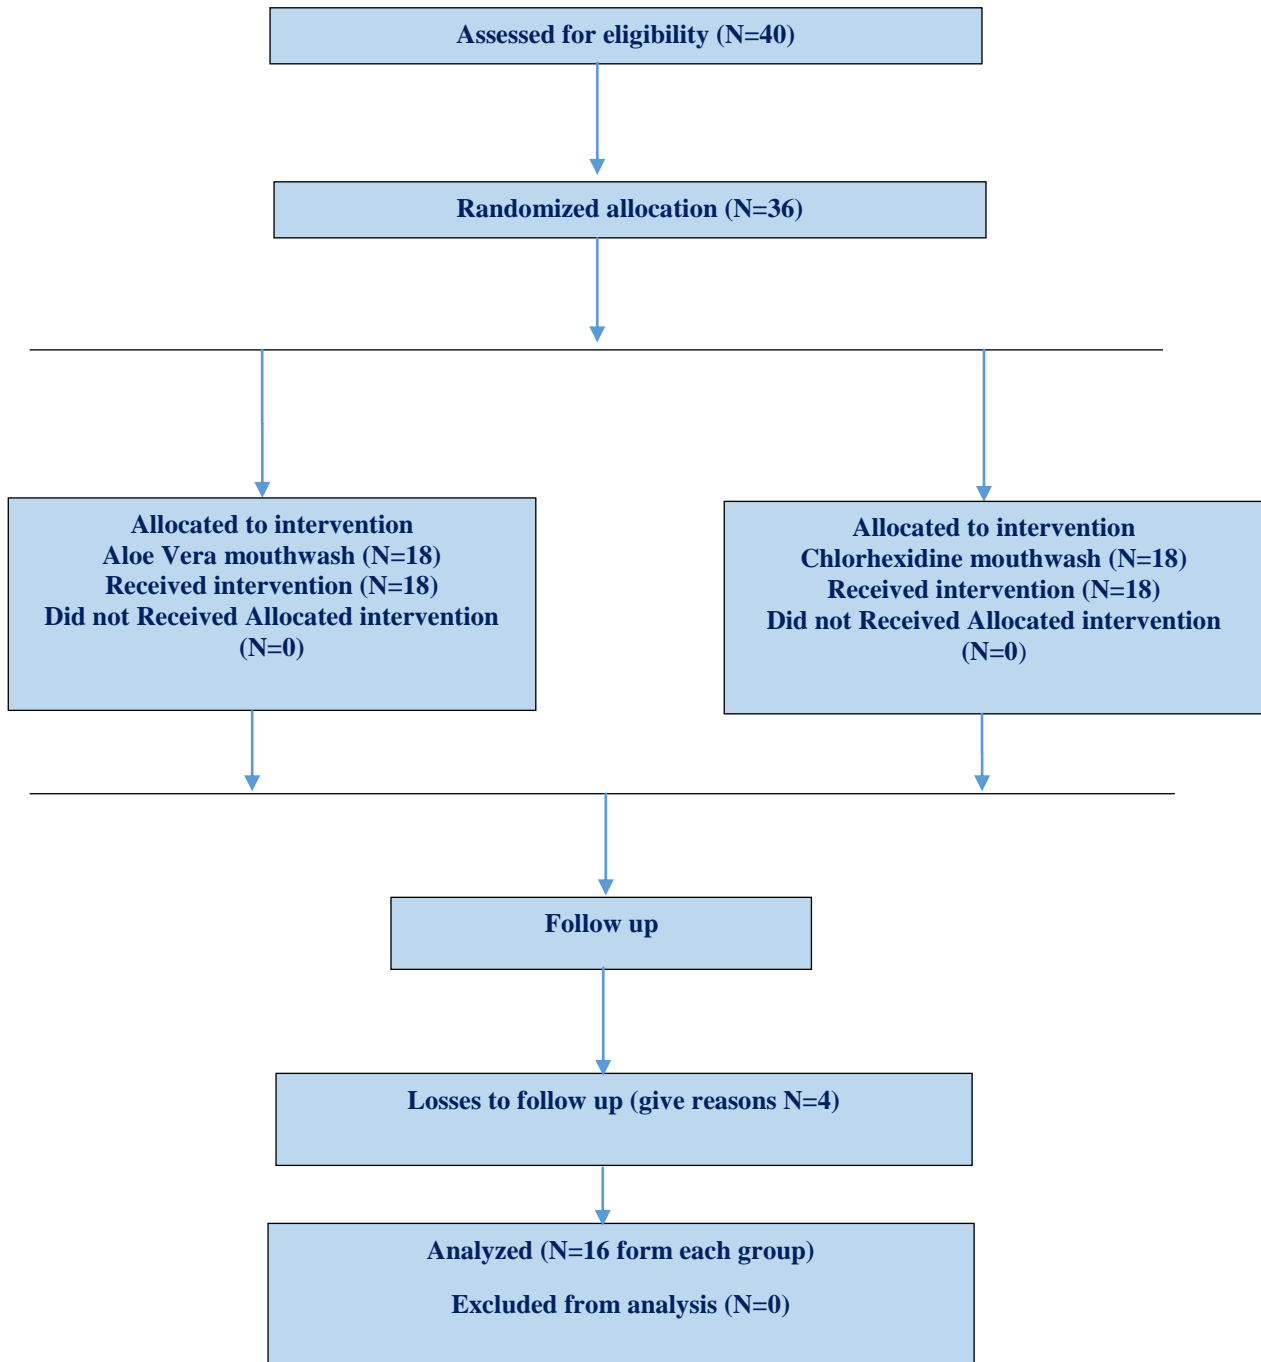 Assessed for eligibility (N=40)
Randomized allocation (N=36)
Allocated to intervention
Aloe Vera mouthwash (N=18)
Received intervention (N=18)
Did not Received Allocated intervention
(N=0)
Allocated to intervention
Chlorhexidine mouthwash (N=18)
Received intervention (N=18)
Did not Received Allocated intervention
(N=0)
Follow up
Losses to follow up (give reasons N=4)
Analyzed (N=16 form each group)
Excluded from analysis (N=0)